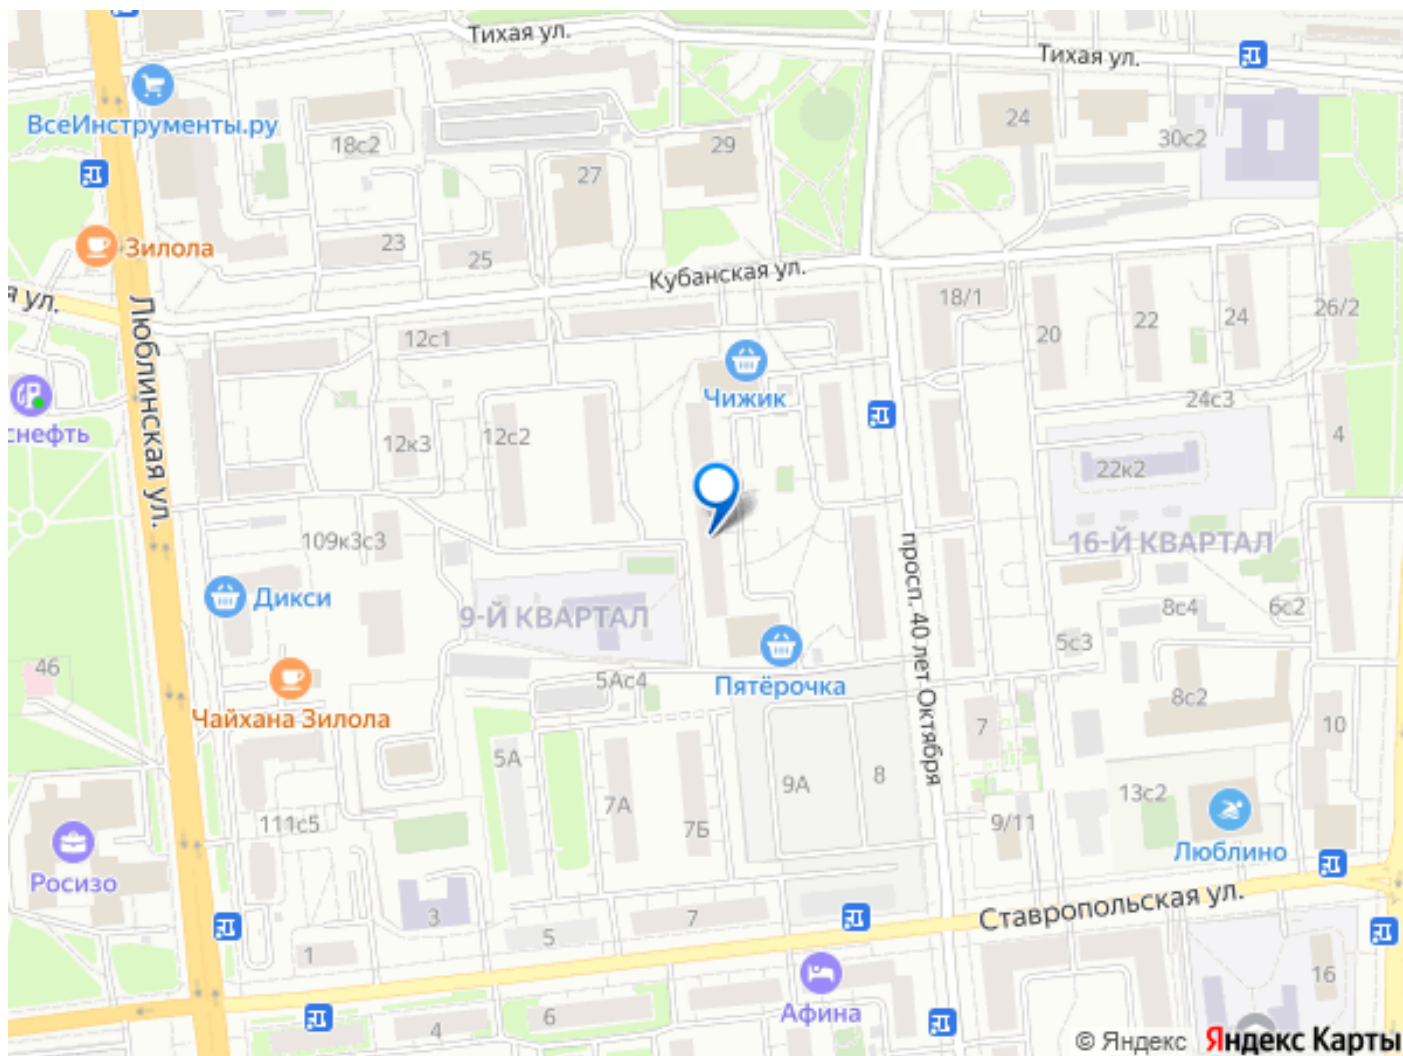 Тихая ул.
Тихая ул.
ВсеИнструменты.ру
18с2
29
24
30с2
27
Зилола
23
25
Кубанская ул.
я ул.
Люблинская ул.
18/1
20
22
24
26/2
12с1
Чижик
снефть
12к3
12с2
24с3
4
22к2
109к3с3
16-Й КВАРТАЛ
просп. 40 лет Октября
Дикси
9-Й КВАРТАЛ
8с4
6с2
5с3
46
5Ас4
Пятёрочка
8с2
Чайхана Зилола
7
10
5А
9А
8
7А
7Б
13с2
111с5
9/11
Люблино
Росизо
3
7
Ставропольская ул.
5
1
16
Афина
6
4
© Яндекс Яндекс Карты